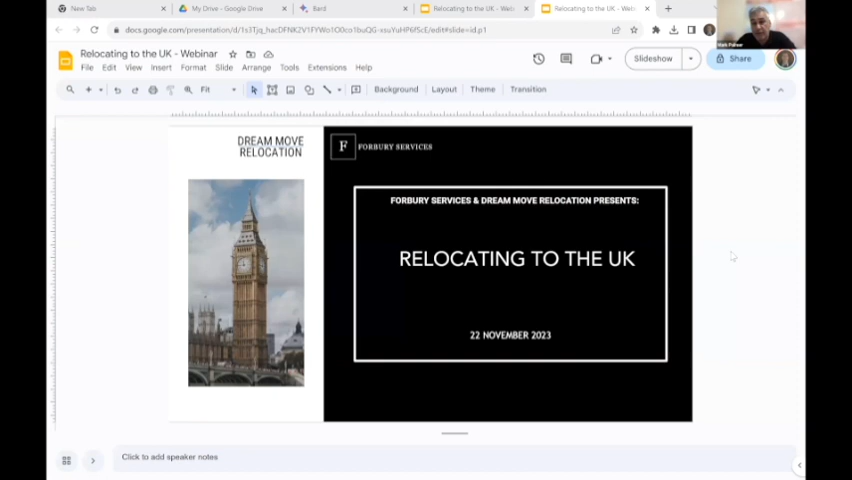 New Tab
My Drive - Google Drive
Bard
Relocating to the UK - Web
Relocating to the UK - Web
Relocating to the UK - Webinar
File Edit View Insert Format Slide Arrange Tools Extensions Help
Slideshow
Share
Fit
Background Layout Theme Transition
DREAM MOVE
RELOCATION
F FORBURY SERVICES
FORBURY SERVICES & DREAM MOVE RELOCATION PRESENTS:
RELOCATING TO THE UK
22 NOVEMBER 2023
Click to add speaker notes